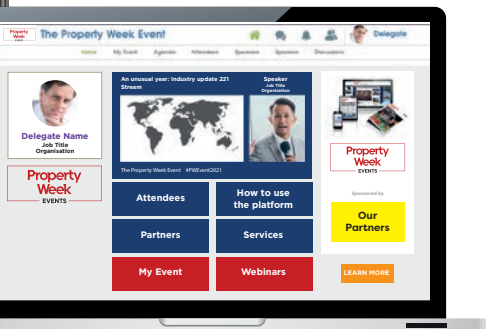 Property
Week
EVENTS
The Property Week Event
Delegate
Home
My Event
Agenda
Attendees
Sponsors
Speakers
Discussions
An unusual year: Industry update 221
Stream
Speaker
Job Title
Organisation
The Property Week Event #PWEvent2021
Delegate Name
Job Title
Organisation
Property
Week
EVENTS
Attendees
How to use
the platform
Partners
Services
My Event
Webinars
Property
Week
EVENTS
Sponsored by
Our
Partners
LEARN MORE